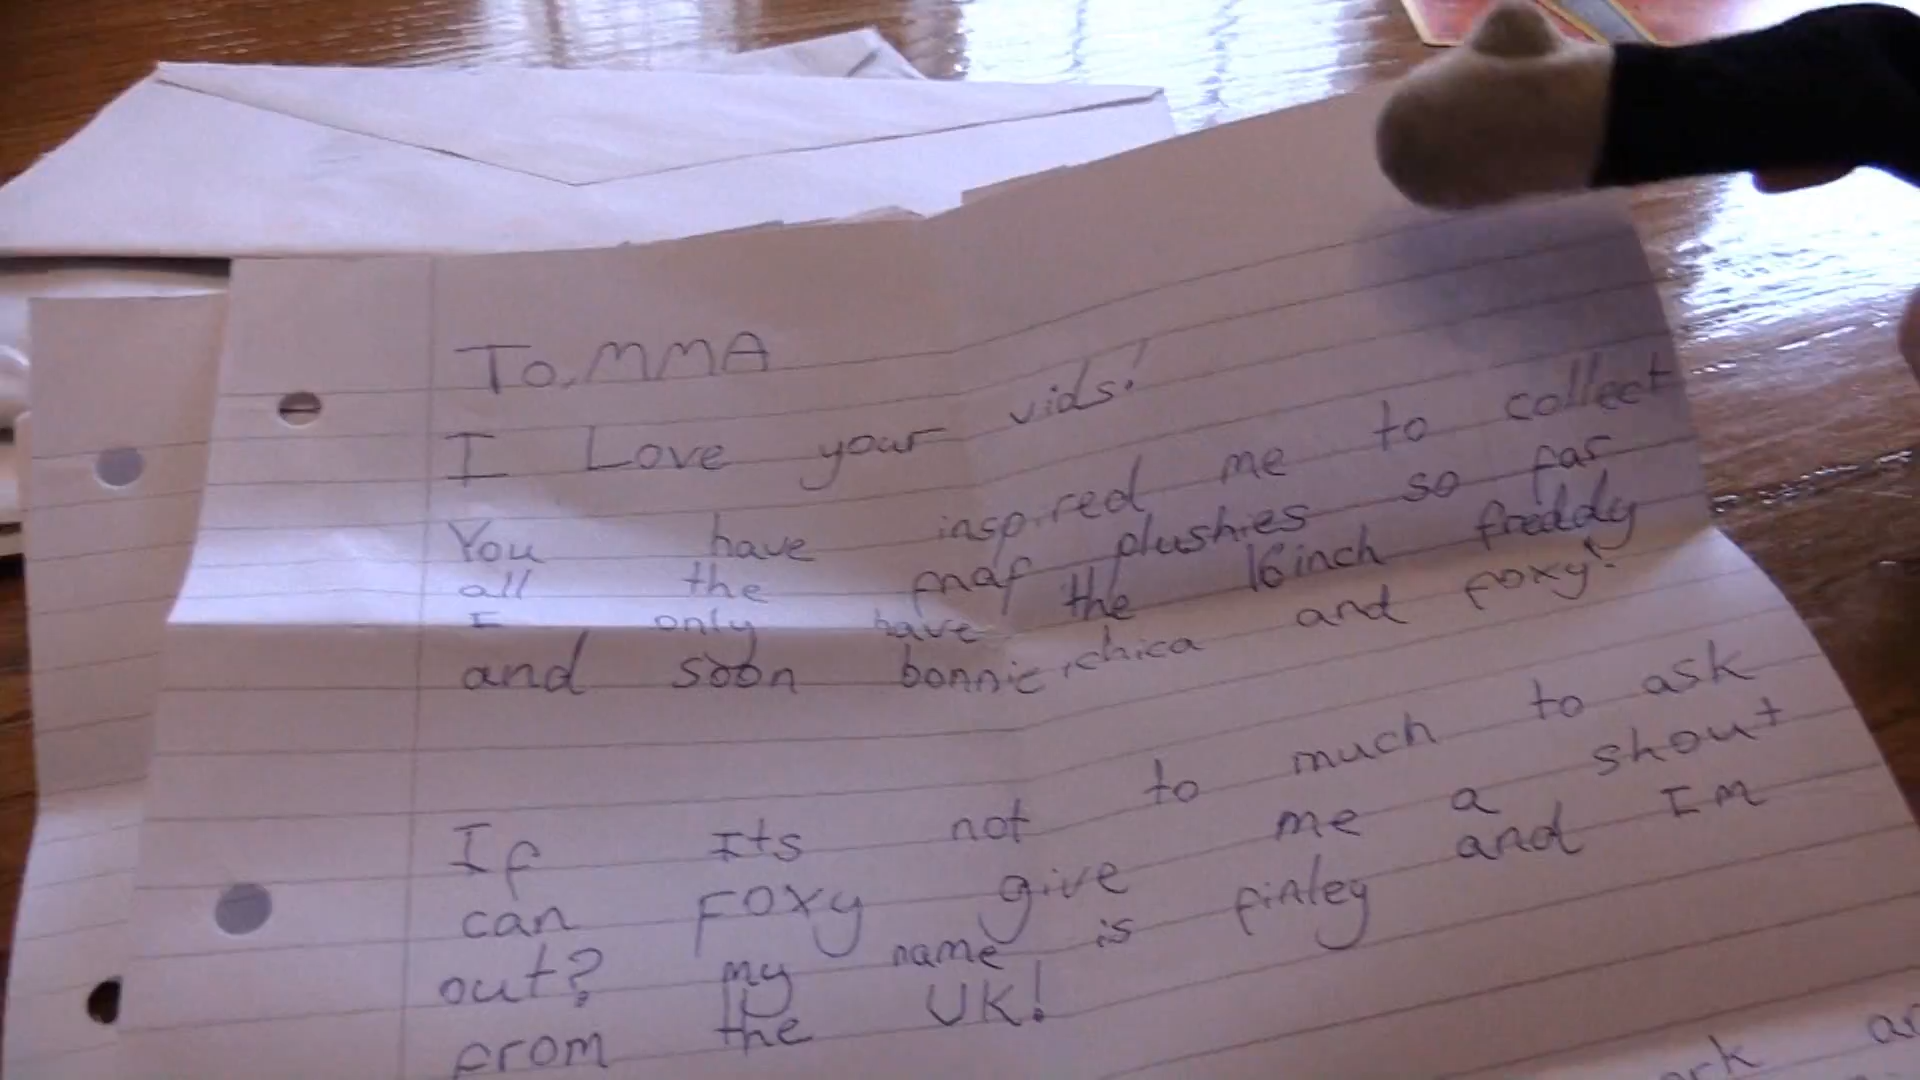 To, MMA
I Love your vids!
You have inspired me to collect
all the fnaf plushies so far
I only have the 16inch freddy
and soon bonnie, chica and foxy!
If Its not to much to ask
can Foxy give me a shout
out? my name is finley and Im
from the UK!